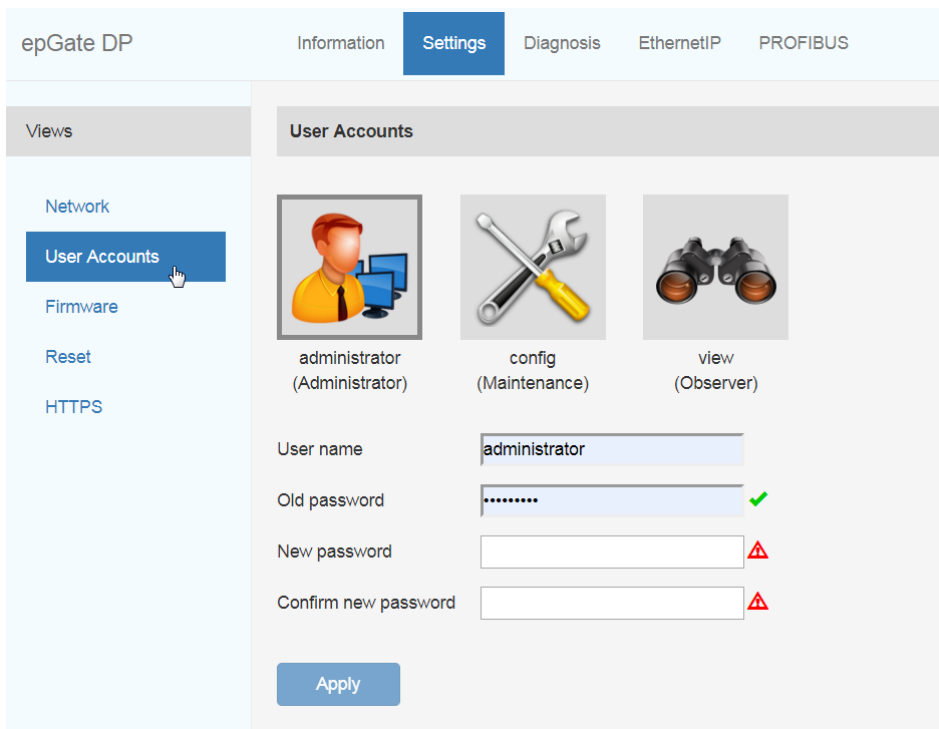 epGate DP
Information Settings Diagnosis EthernetIP PROFIBUS
Views
User Accounts
Network
User Accounts
Firmware
Reset
HTTPS
administrator
(Administrator)
config
(Maintenance)
view
(Observer)
User name administrator
Old password •••••••••
New password
Confirm new password
Apply